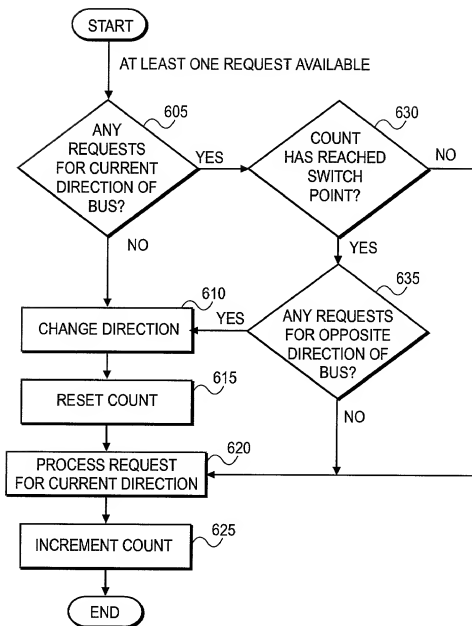 START
AT LEAST ONE REQUEST AVAILABLE
605
ANY
REQUESTS
FOR CURRENT
DIRECTION OF
BUS?
YES
NO
630
COUNT
HAS REACHED
SWITCH
POINT?
NO
YES
635
ANY REQUESTS
FOR OPPOSITE
DIRECTION OF
BUS?
YES
NO
610
CHANGE DIRECTION
615
RESET COUNT
620
PROCESS REQUEST
FOR CURRENT DIRECTION
625
INCREMENT COUNT
END